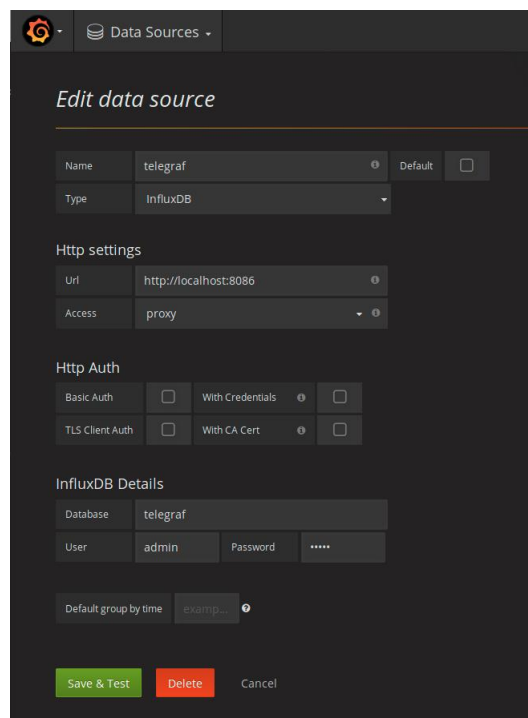 Data Sources
Edit data source
Name telegraf Default
Type InfluxDB
Http settings
Url http://localhost:8086
Access proxy
Http Auth
Basic Auth With Credentials
TLS Client Auth With CA Cert
InfluxDB Details
Database telegraf
User admin Password •••••
Default group by time examp...
Save & Test Delete Cancel